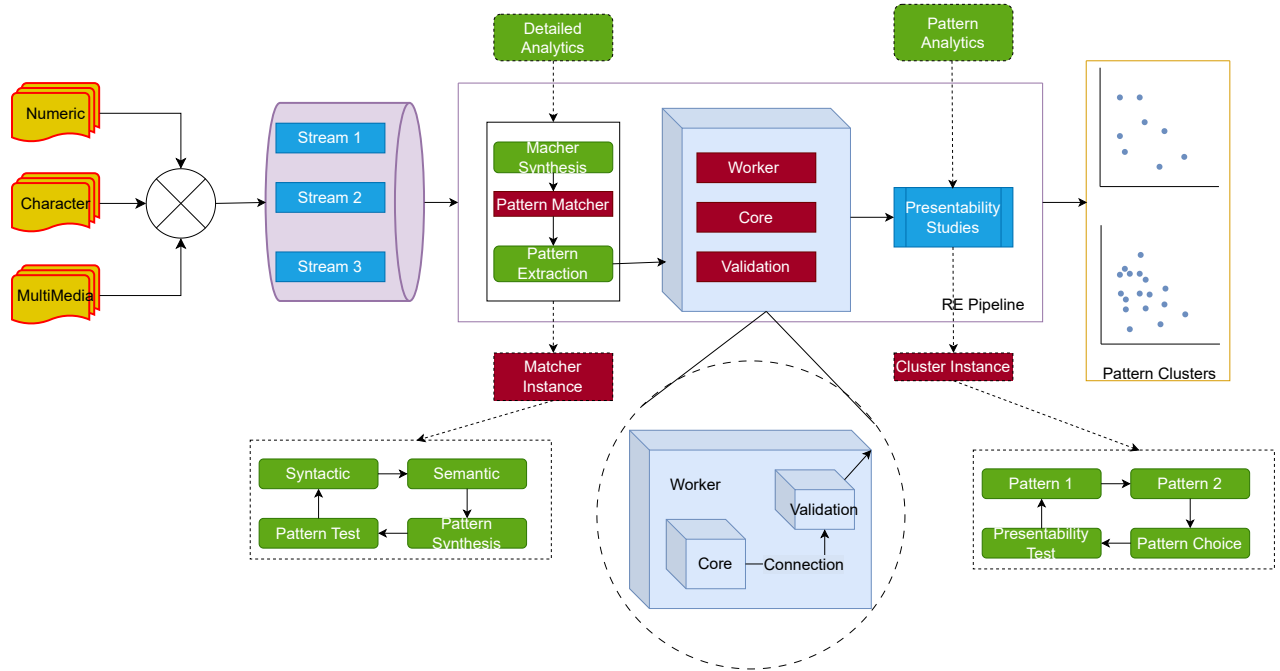 Detailed
Analytics
Pattern
Analytics
Numeric
Character
MultiMedia
Stream 1
Stream 2
Stream 3
Macher
Synthesis
Pattern Matcher
Pattern
Extraction
Worker
Core
Validation
Presentability
Studies
RE Pipeline
Pattern Clusters
Matcher
Instance
Cluster Instance
Syntactic
Semantic
Pattern Test
Pattern
Synthesis
Worker
Validation
Core
Connection
Pattern 1
Pattern 2
Presentability
Test
Pattern Choice